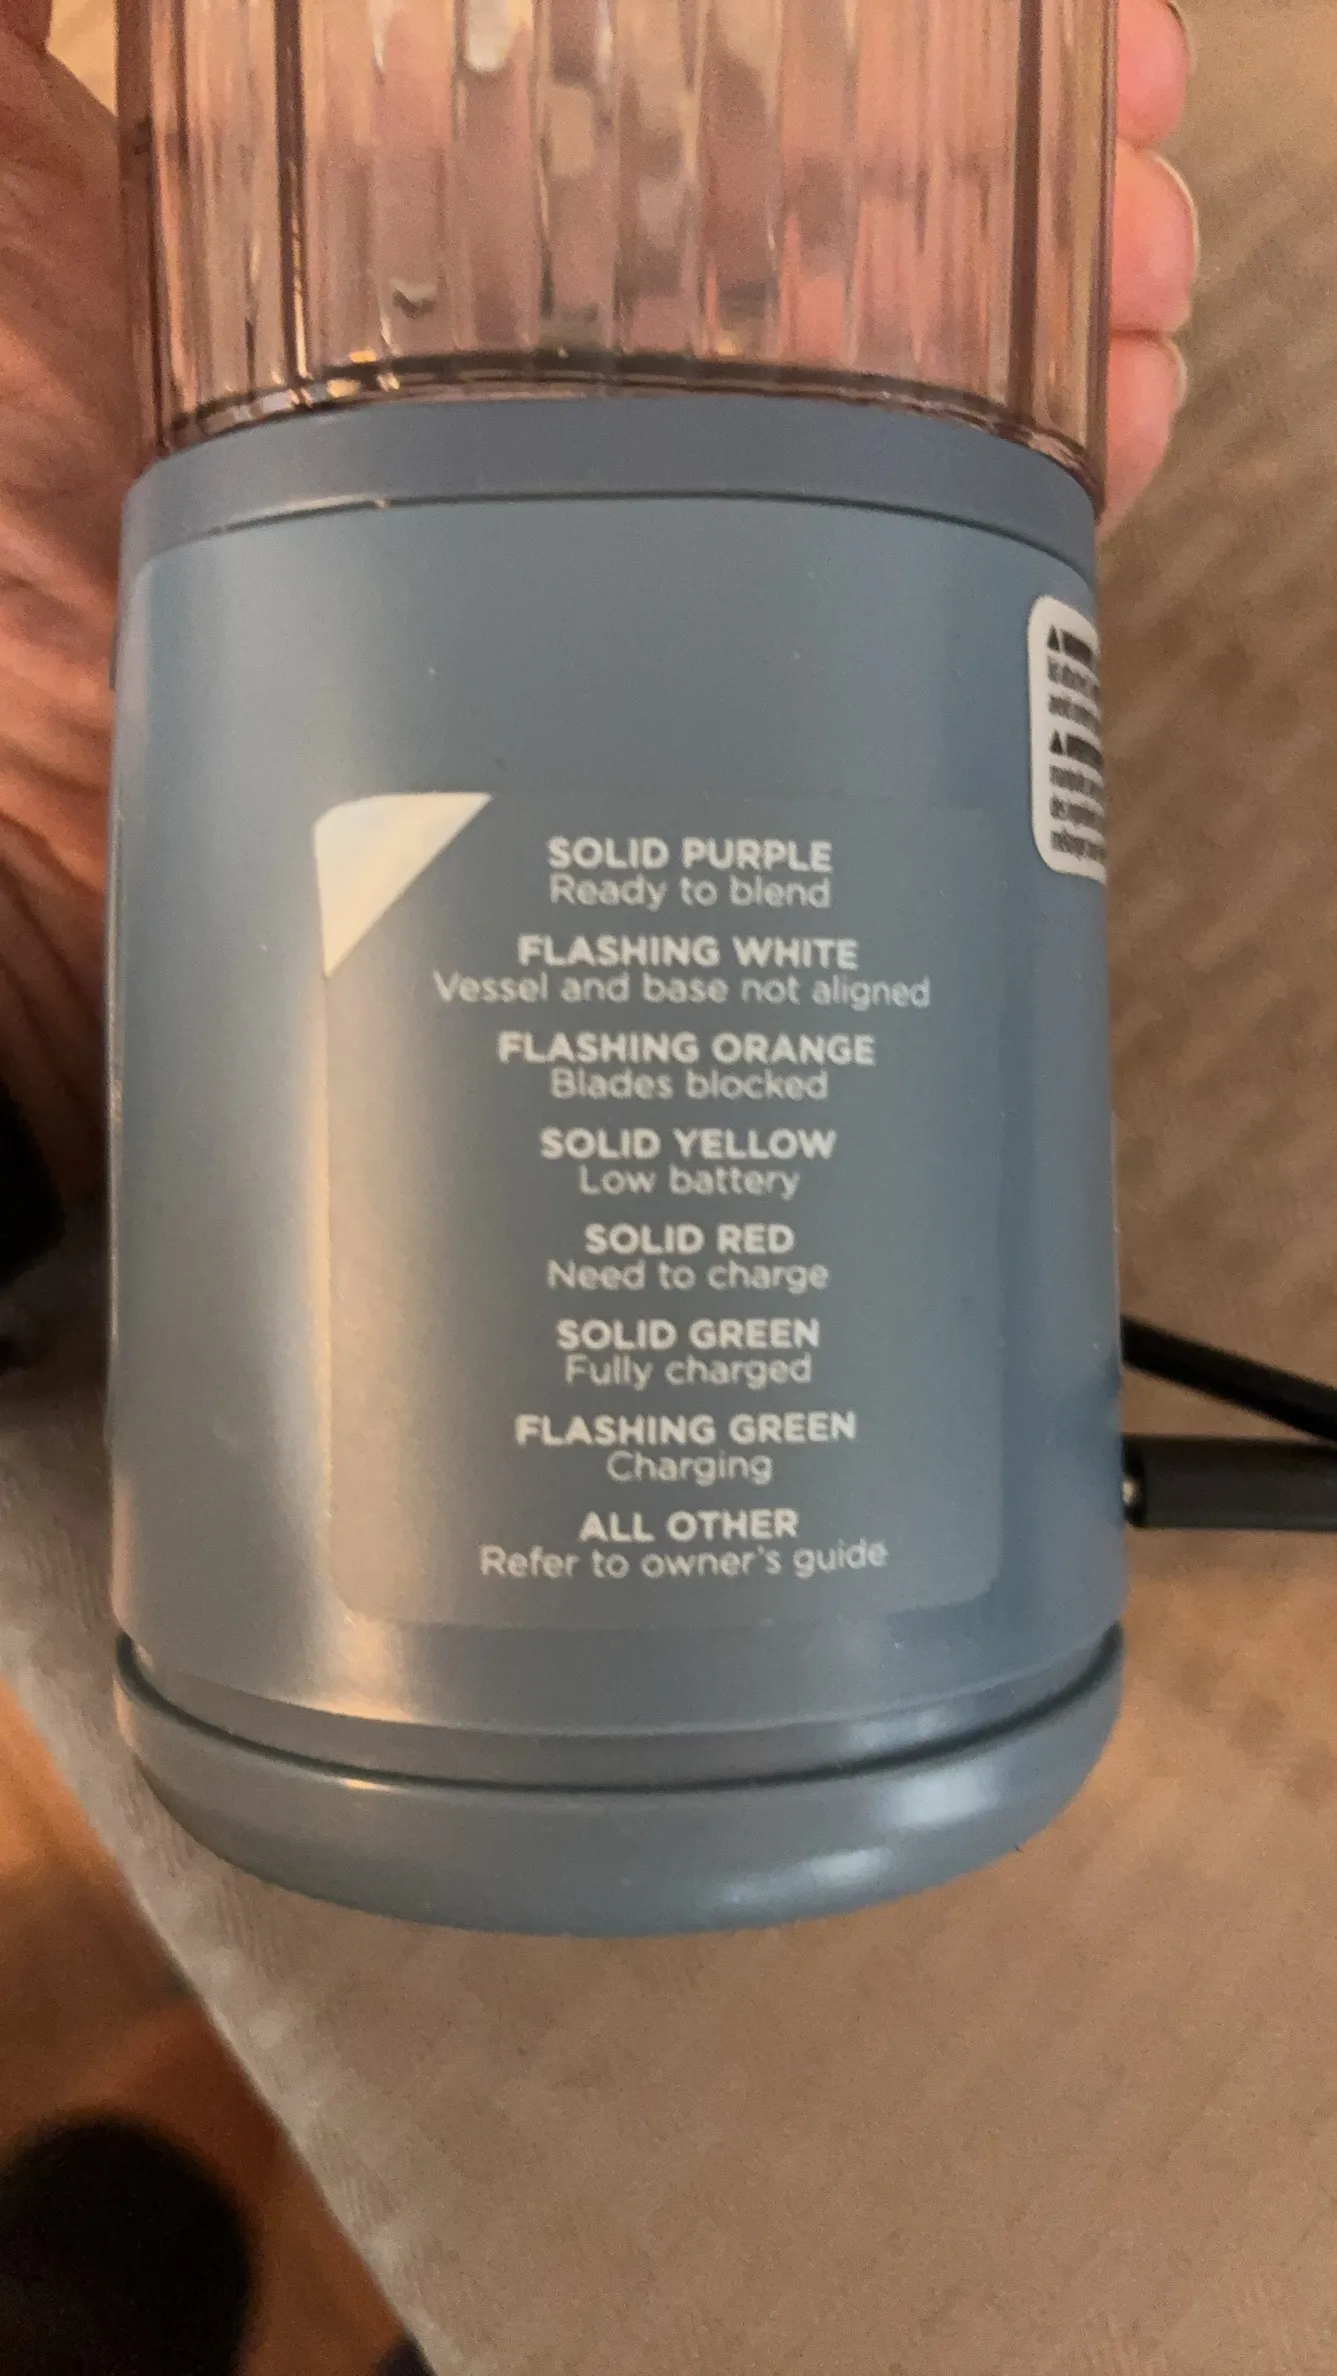 SOLID PURPLE
Ready to blend
FLASHING WHITE
Vessel and base not aligned
FLASHING ORANGE
Blades blocked
SOLID YELLOW
Low battery
SOLID RED
Need to charge
SOLID GREEN
Fully charged
FLASHING GREEN
Charging
ALL OTHER
Refer to owner's guide